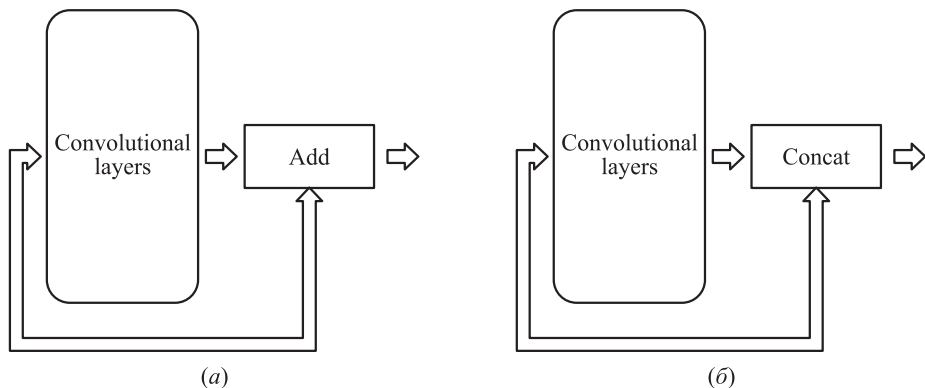 Convolutional
layers
Add
(а)
Convolutional
layers
Concat
(б)